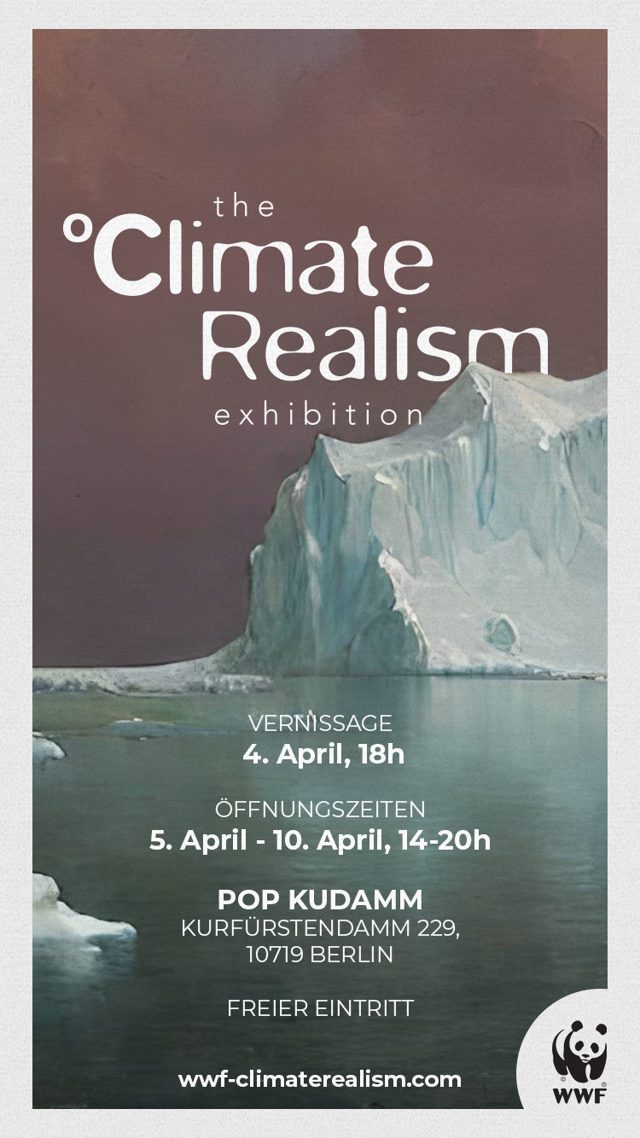 the
°Climate
Realism
exhibition
VERNISSAGE
4. April, 18h
ÖFFNUNGSZEITEN
5. April - 10. April, 14-20h
POP KUDAMM
KURFÜRSTENDAMM 229,
10719 BERLIN
FREIER EINTRITT
wwf-climaterealism.com
© ®
WWF